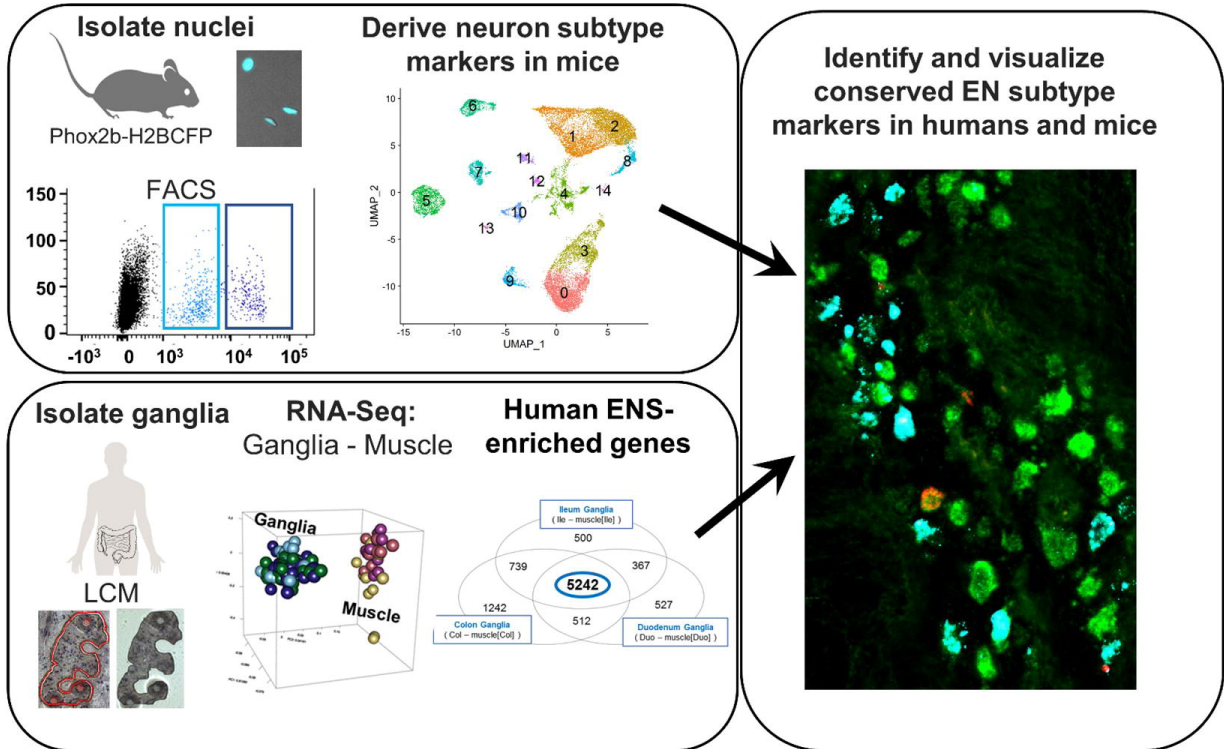 Isolate nuclei
Phox2b-H2BCFP
FACS
150
100
50
0
-10³
0
10³
10⁴
10⁵
Derive neuron subtype
markers in mice
UMAP_2
10
5
0
-5
-10
6
1
2
11
8
7
12
4
14
5
10
13
3
9
0
-15
-10
-5
0
5
UMAP_1
Isolate ganglia
LCM
RNA-Seq:
Ganglia - Muscle
Ganglia
Muscle
Human ENS-
enriched genes
Ileum Ganglia
( Ile – muscle[Ile] )
500
739
367
5242
1242
527
512
Colon Ganglia
( Col – muscle[Col] )
Duodenum Ganglia
( Duo – muscle[Duo] )
Identify and visualize
conserved EN subtype
markers in humans and mice